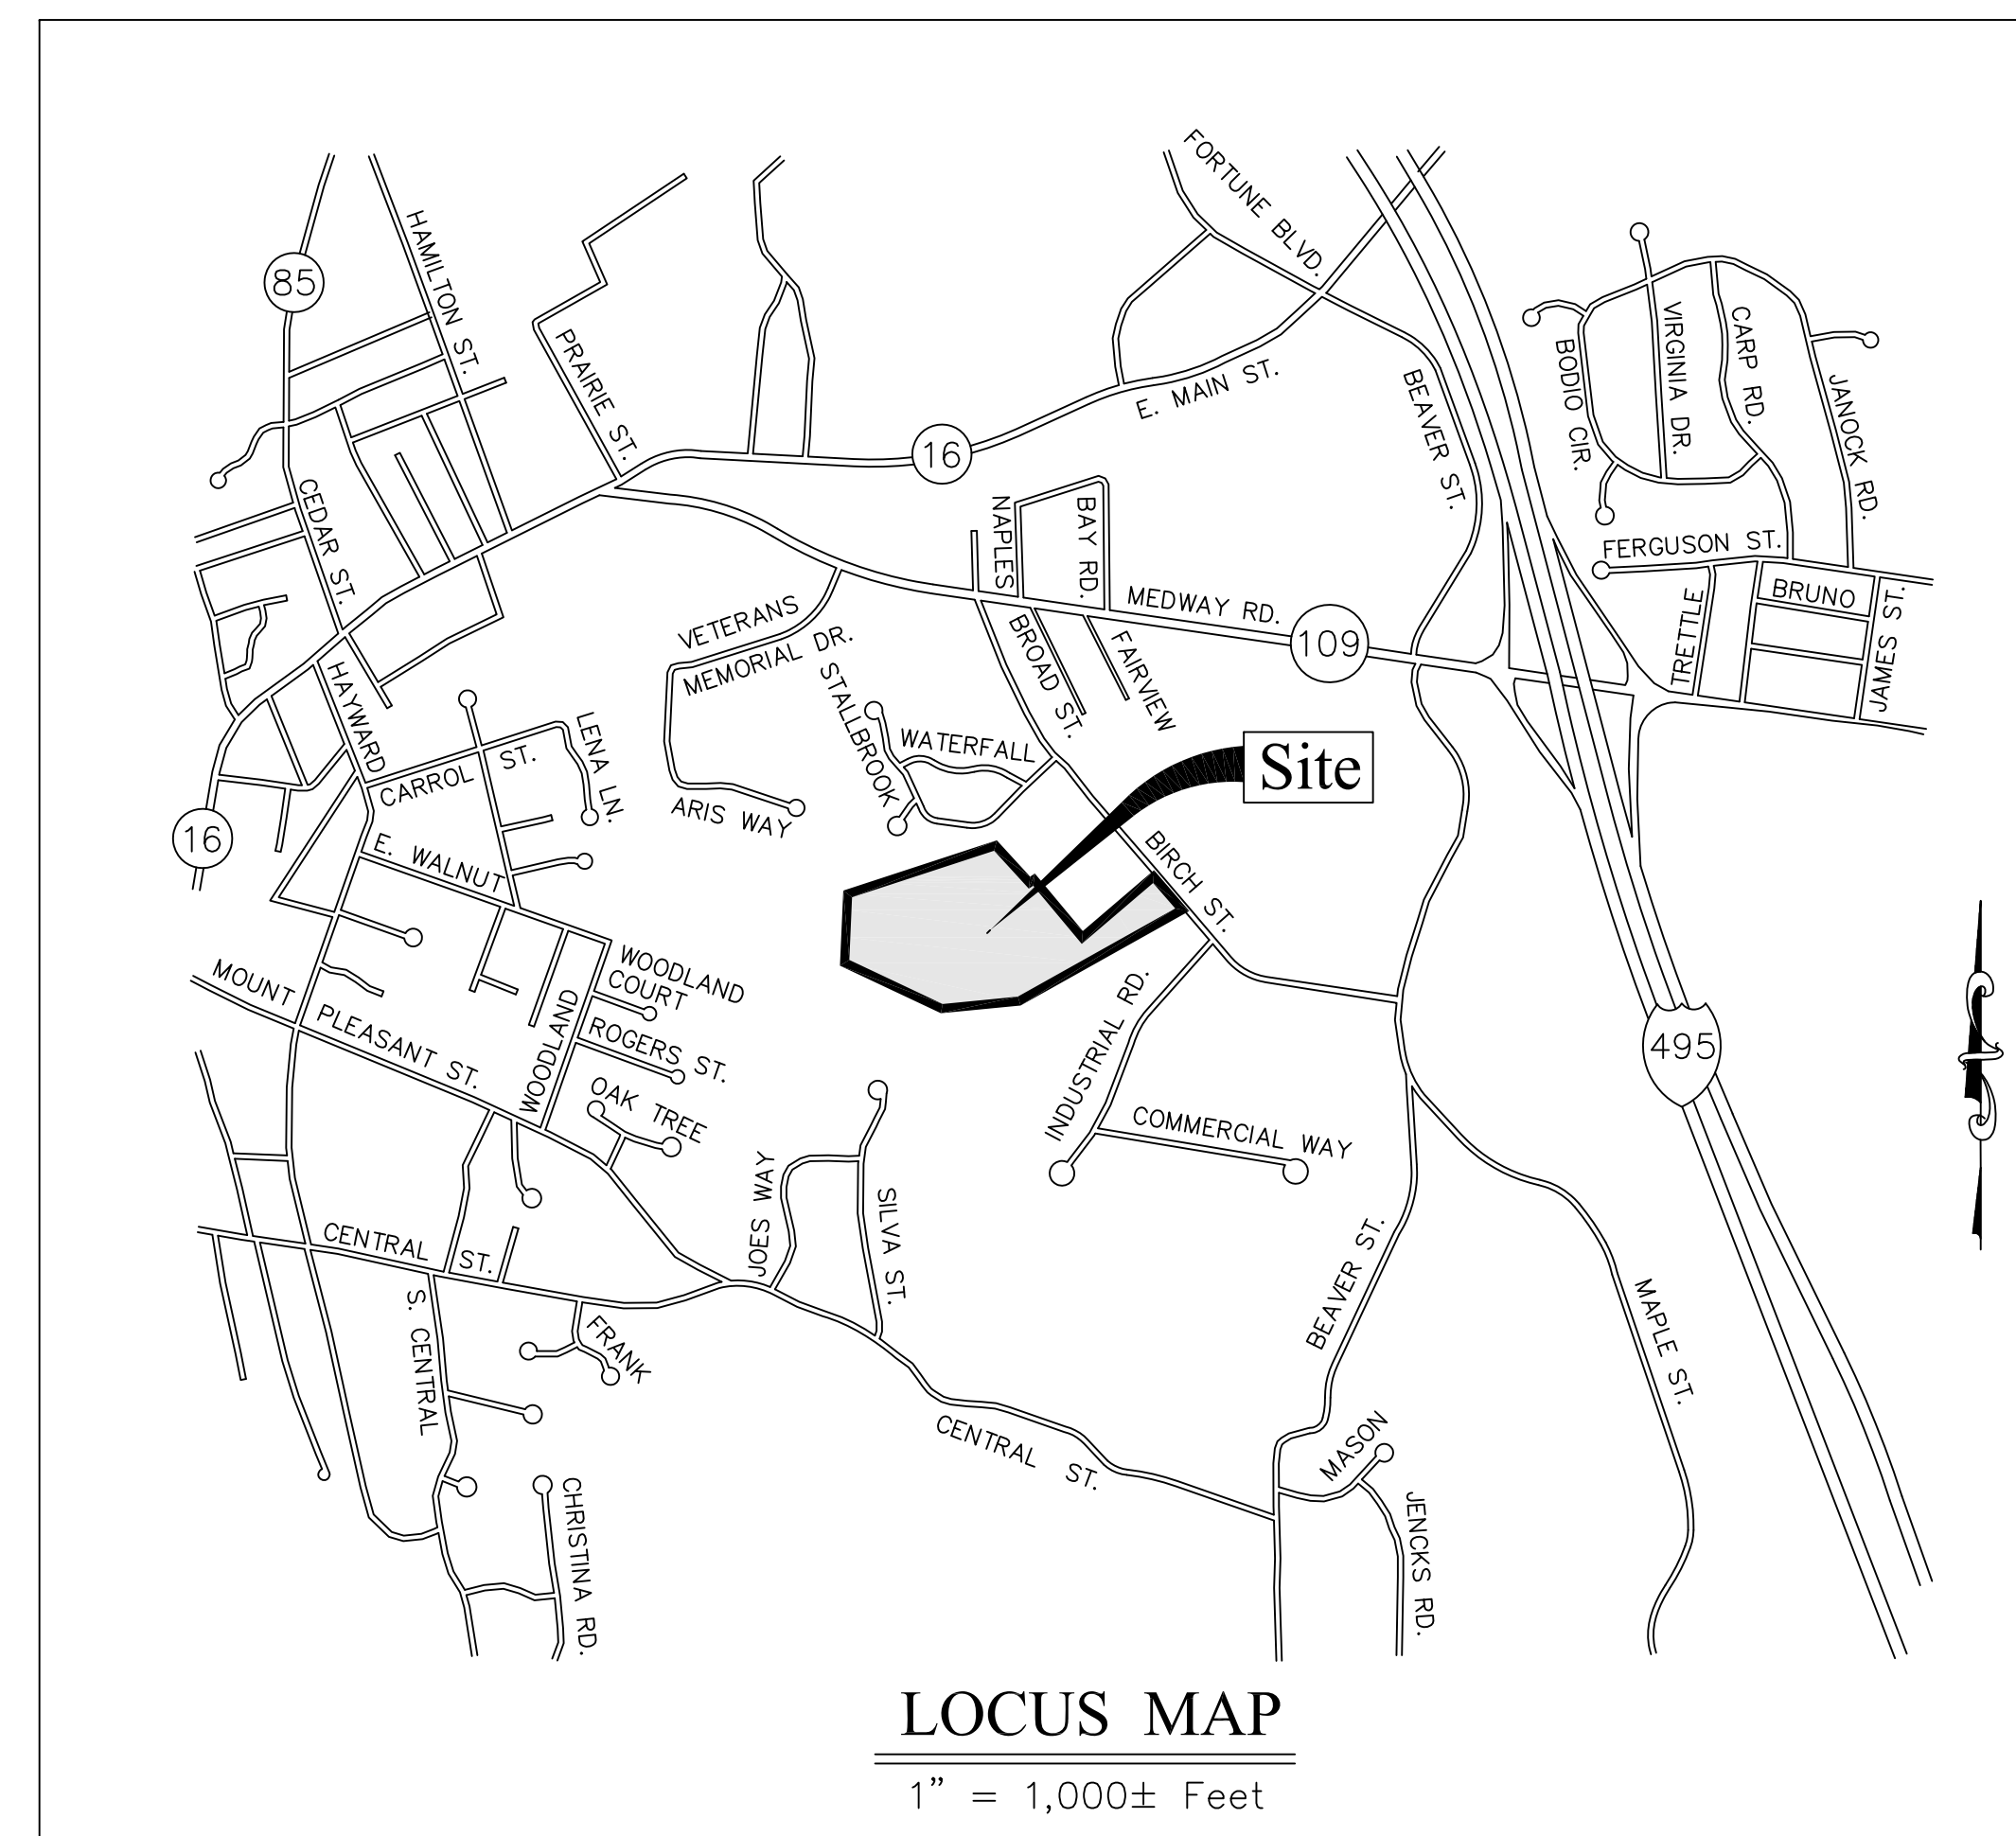 FORTUNE BLVD.
HAMILTON ST.
85
PRAIRIE ST.
VIRGINIA DR.
CARP RD.
BODIO CIR.
JANOCK RD.
E. MAIN ST.
BEAVER ST.
16
CEDAR ST.
NAPLES
BAY RD.
FERGUSON ST.
BRUNO
TRETTLE
JAMES ST.
MEDWAY RD.
109
VETERANS
MEMORIAL DR.
BROAD ST.
FAIRVIEW
HAYWARD
STALLBROOK
WATERFALL
Site
LENA LN.
CARROL ST.
ARIS WAY
16
E. WALNUT
BIRCH ST.
WOODLAND
COURT
MOUNT PLEASANT ST.
WOODLAND
ROGERS ST.
OAK TREE
INDUSTRIAL RD.
495
COMMERCIAL WAY
JOES WAY
SILVA ST.
CENTRAL ST.
BEAVER ST.
S. CENTRAL
FRANK
MAPLE ST.
CENTRAL ST.
MASON
JENCKS RD.
CHRISTINA RD.
LOCUS MAP
1” = 1,000± Feet